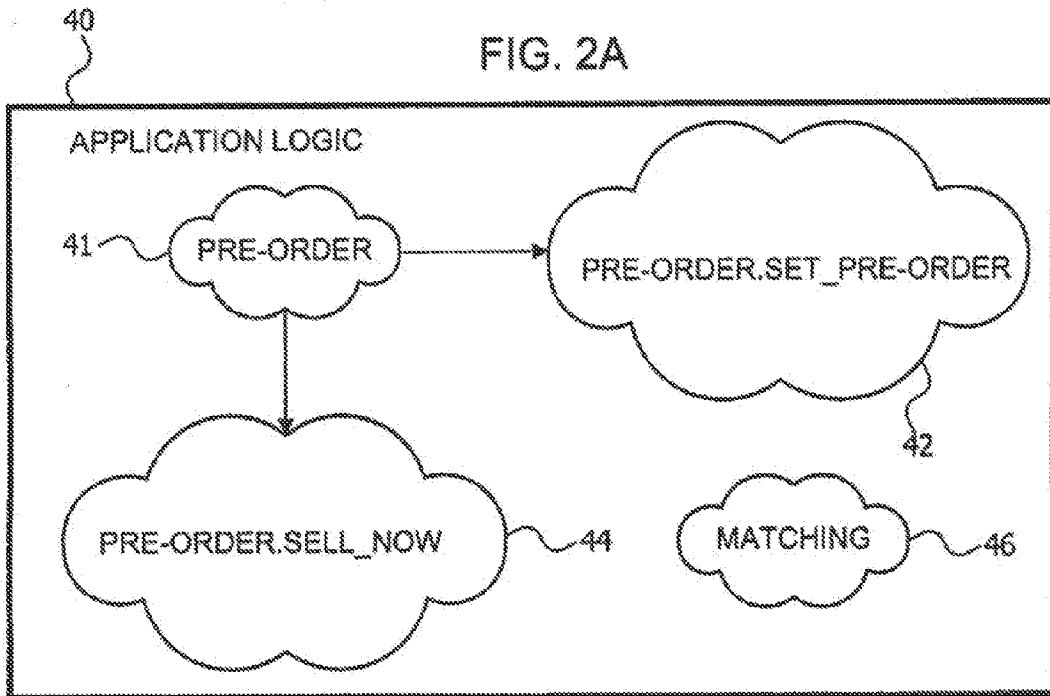 40
FIG. 2A
APPLICATION LOGIC
41
PRE-ORDER
PRE-ORDER.SET_PRE-ORDER
42
PRE-ORDER.SELL_NOW
44
MATCHING
46